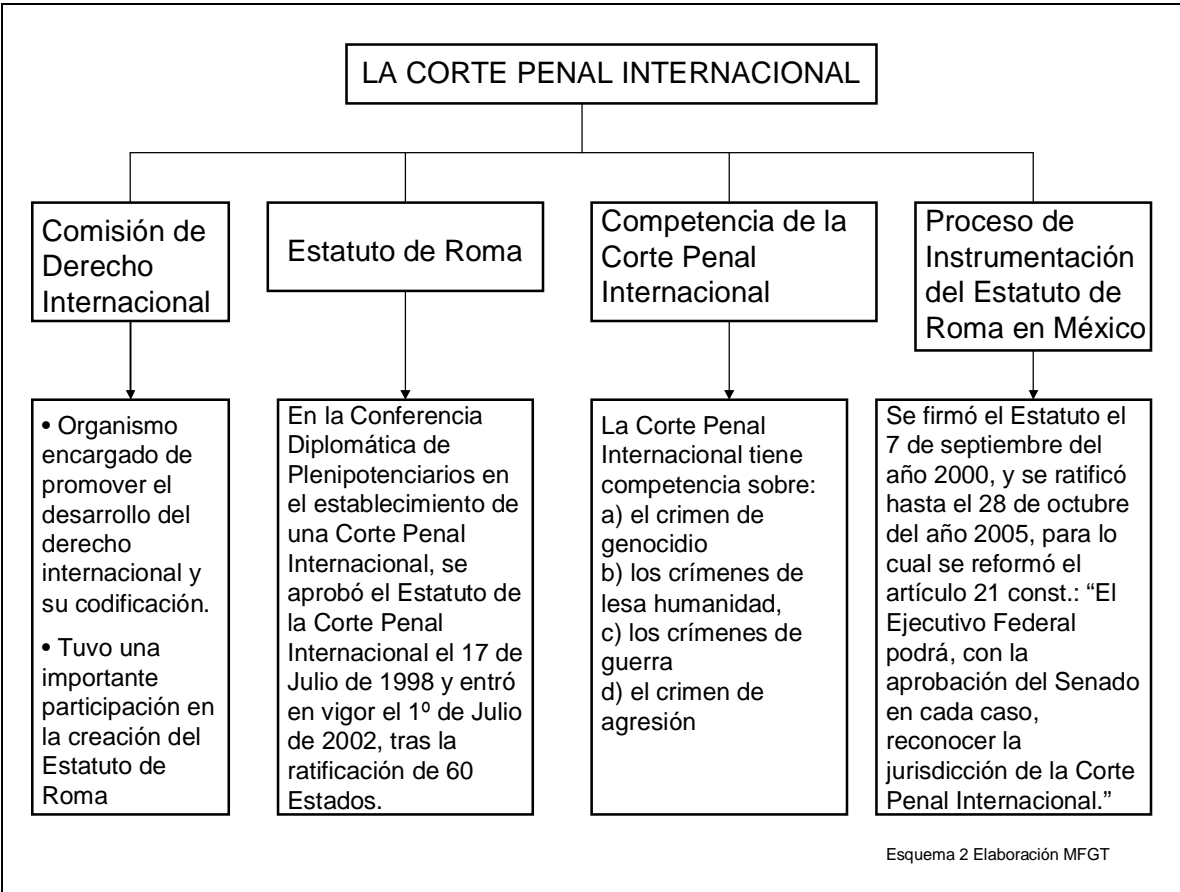 LA CORTE PENAL INTERNACIONAL
Comisión de
Derecho
Internacional
• Organismo
encargado de
promover el
desarrollo del
derecho
internacional y
su codificación.
• Tuvo una
importante
participación en
la creación del
Estatuto de
Roma
Estatuto de Roma
En la Conferencia
Diplomática de
Plenipotenciarios en
el establecimiento de
una Corte Penal
Internacional, se
aprobó el Estatuto de
la Corte Penal
Internacional el 17 de
Julio de 1998 y entró
en vigor el 1º de Julio
de 2002, tras la
ratificación de 60
Estados.
Competencia de la
Corte Penal
Internacional
La Corte Penal
Internacional tiene
competencia sobre:
a) el crimen de
genocidio
b) los crímenes de
lesa humanidad,
c) los crímenes de
guerra
d) el crimen de
agresión
Proceso de
Instrumentación
del Estatuto de
Roma en México
Se firmó el Estatuto el
7 de septiembre del
año 2000, y se ratificó
hasta el 28 de octubre
del año 2005, para lo
cual se reformó el
artículo 21 const.: “El
Ejecutivo Federal
podrá, con la
aprobación del Senado
en cada caso,
reconocer la
jurisdicción de la Corte
Penal Internacional.”
Esquema 2 Elaboración MFGT